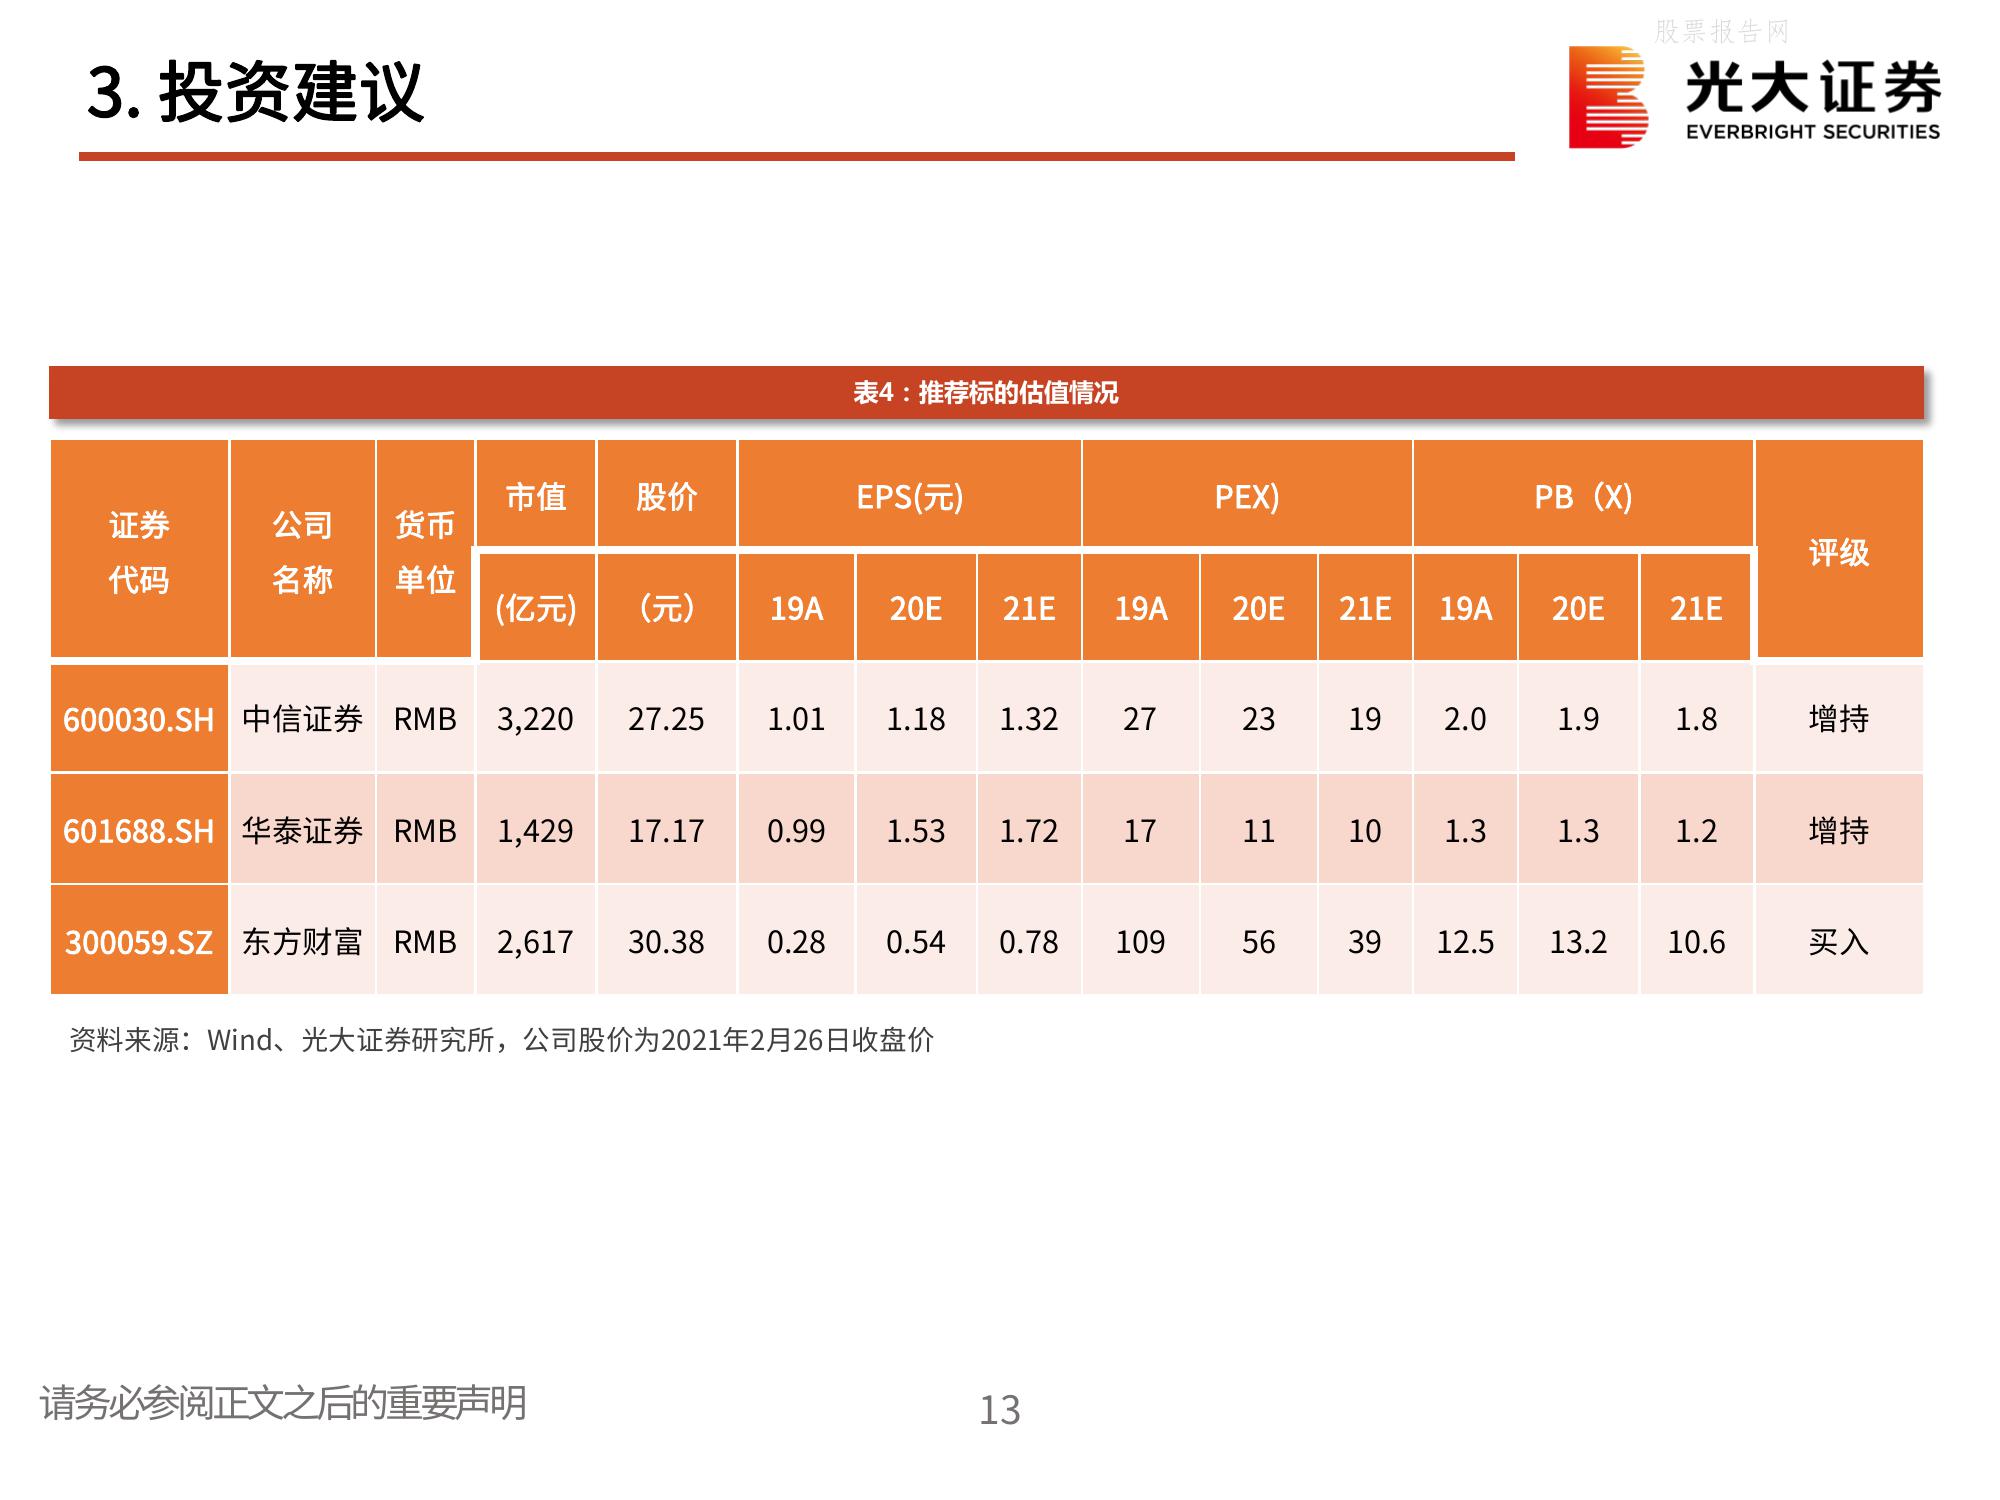 股票报告网
3. 投资建议
光大证券
EVERBRIGHT SECURITIES
表4：推荐标的估值情况
证券代码 公司名称 货币单位 市值 股价 EPS(元) PEX) PB（X) 评级
(亿元) （元） 19A 20E 21E 19A 20E 21E 19A 20E 21E
600030.SH 中信证券 RMB 3,220 27.25 1.01 1.18 1.32 27 23 19 2.0 1.9 1.8 增持
601688.SH 华泰证券 RMB 1,429 17.17 0.99 1.53 1.72 17 11 10 1.3 1.3 1.2 增持
300059.SZ 东方财富 RMB 2,617 30.38 0.28 0.54 0.78 109 56 39 12.5 13.2 10.6 买入
资料来源：Wind、光大证券研究所，公司股价为2021年2月26日收盘价
请务必参阅正文之后的重要声明
13